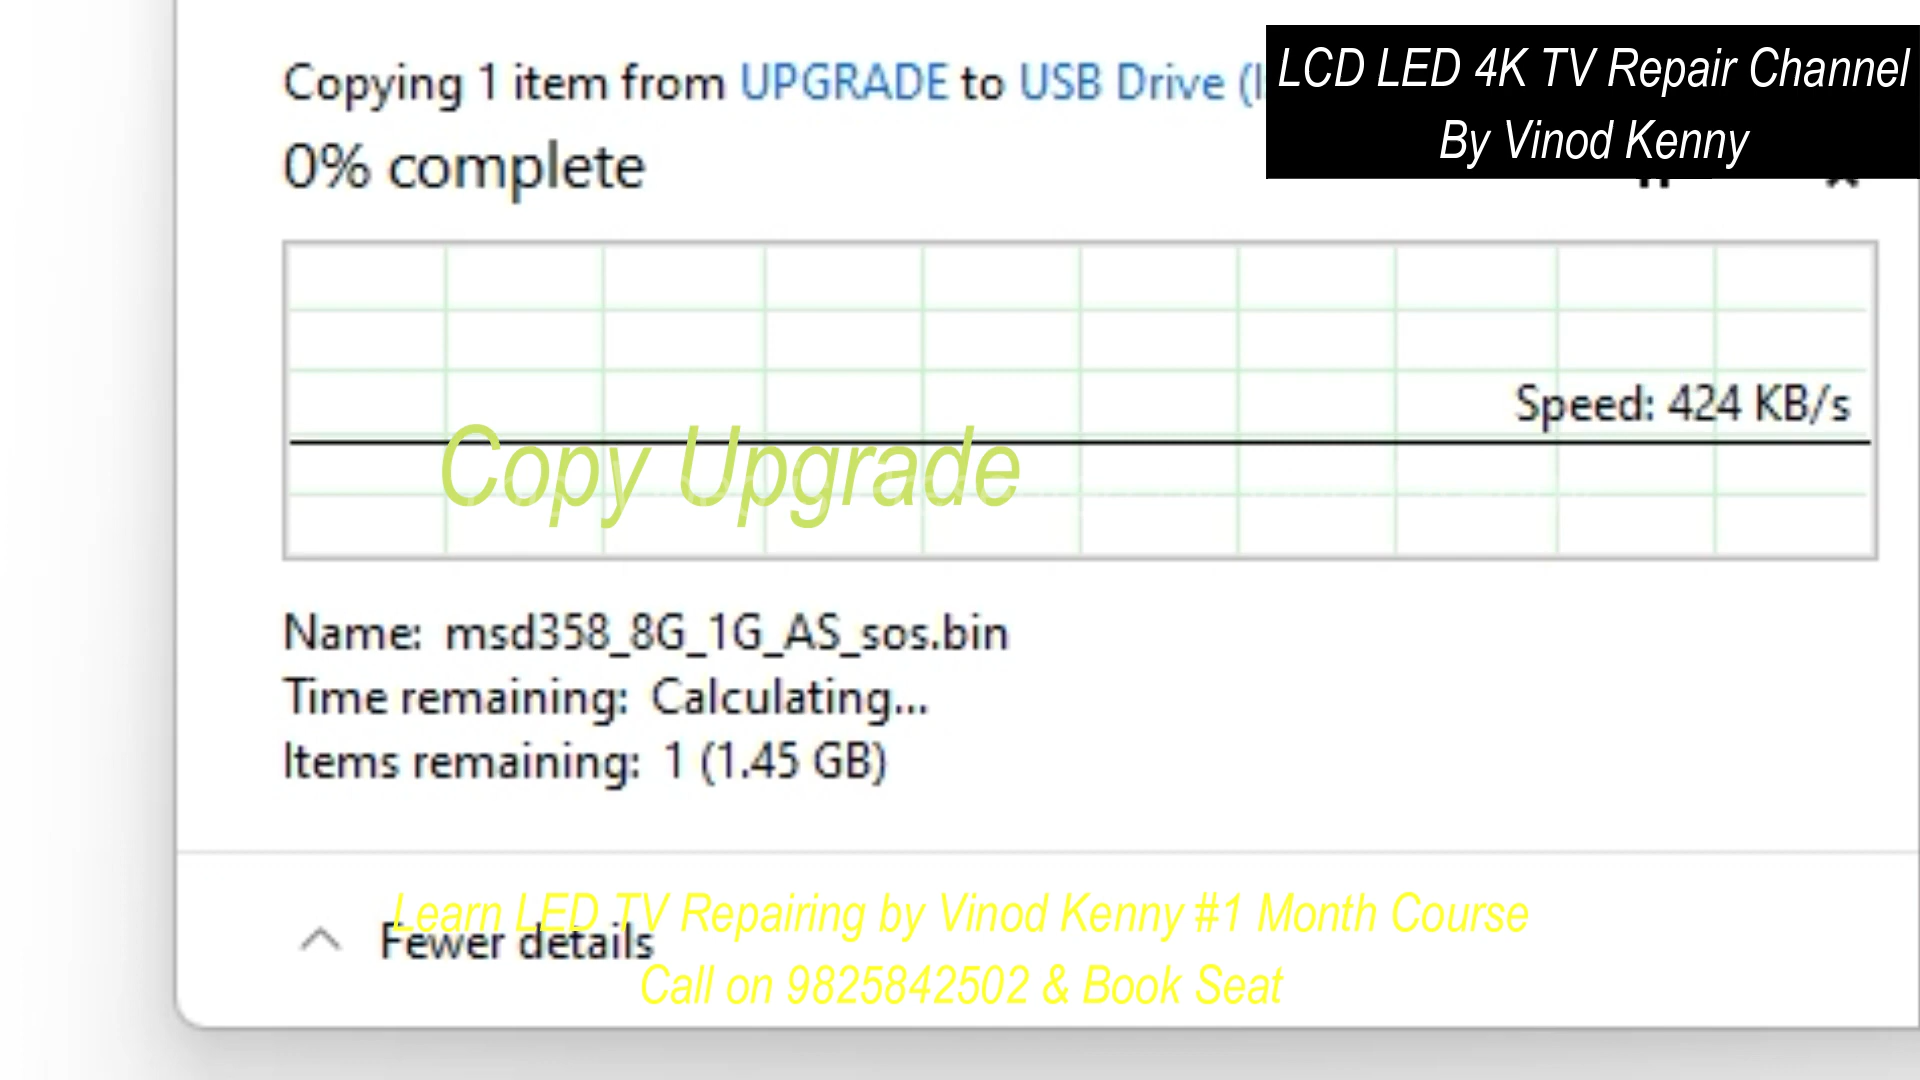 Copying 1 item from UPGRADE to USB Drive
LCD LED 4K TV Repair Channel
By Vinod Kenny
0% complete
Speed: 424 KB/s
Copy Upgrade
Name: msd358_8G_1G_AS_sos.bin
Time remaining: Calculating...
Items remaining: 1 (1.45 GB)
Learn LED TV Repairing by Vinod Kenny #1 Month Course
Fewer details
Call on 9825842502 & Book Seat